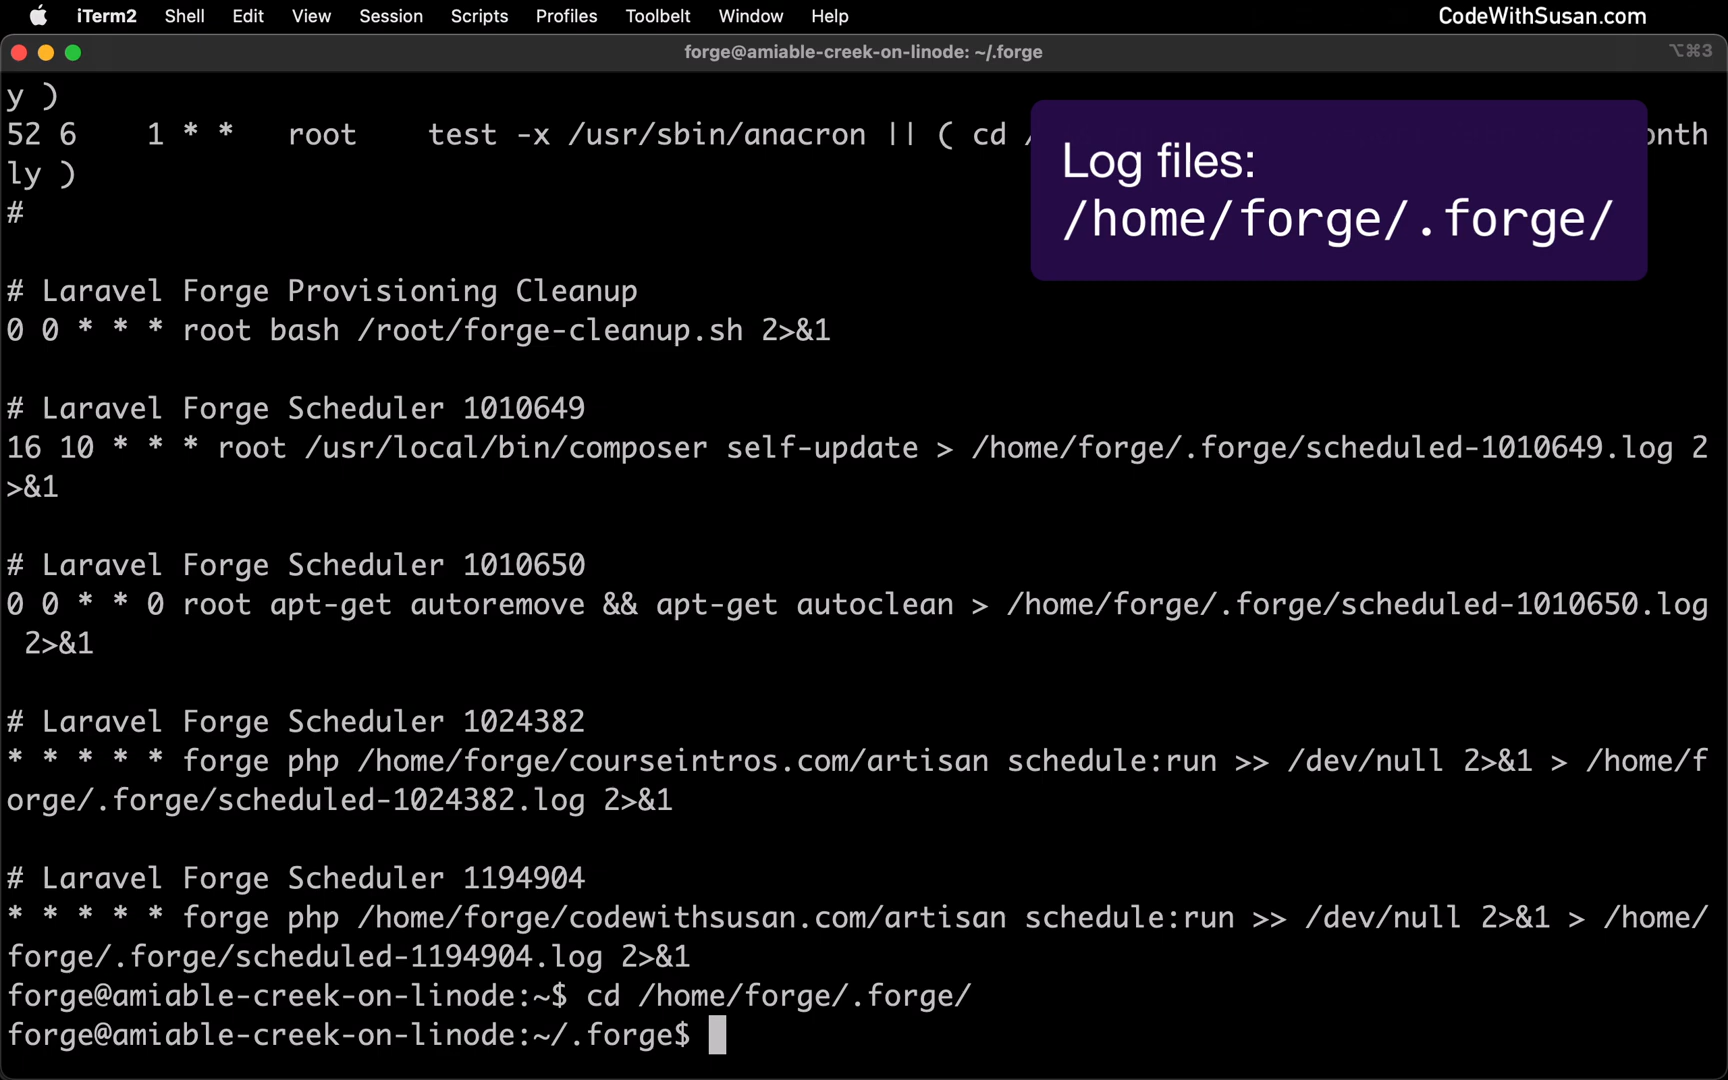 iTerm2 Shell Edit View Session Scripts Profiles Toolbelt Window Help CodeWithSusan.com
forge@amiable-creek-on-linode: ~/.forge ⌥⌘3
y )
52 6    1 * *   root    test -x /usr/sbin/anacron || ( cd / onth
ly )
#
Log files:
/home/forge/.forge/
# Laravel Forge Provisioning Cleanup
0 0 * * * root bash /root/forge-cleanup.sh 2>&1
# Laravel Forge Scheduler 1010649
16 10 * * * root /usr/local/bin/composer self-update > /home/forge/.forge/scheduled-1010649.log 2
>&1
# Laravel Forge Scheduler 1010650
0 0 * * 0 root apt-get autoremove && apt-get autoclean > /home/forge/.forge/scheduled-1010650.log
 2>&1
# Laravel Forge Scheduler 1024382
* * * * * forge php /home/forge/courseintros.com/artisan schedule:run >> /dev/null 2>&1 > /home/f
orge/.forge/scheduled-1024382.log 2>&1
# Laravel Forge Scheduler 1194904
* * * * * forge php /home/forge/codewithsusan.com/artisan schedule:run >> /dev/null 2>&1 > /home/
forge/.forge/scheduled-1194904.log 2>&1
forge@amiable-creek-on-linode:~$ cd /home/forge/.forge/
forge@amiable-creek-on-linode:~/.forge$